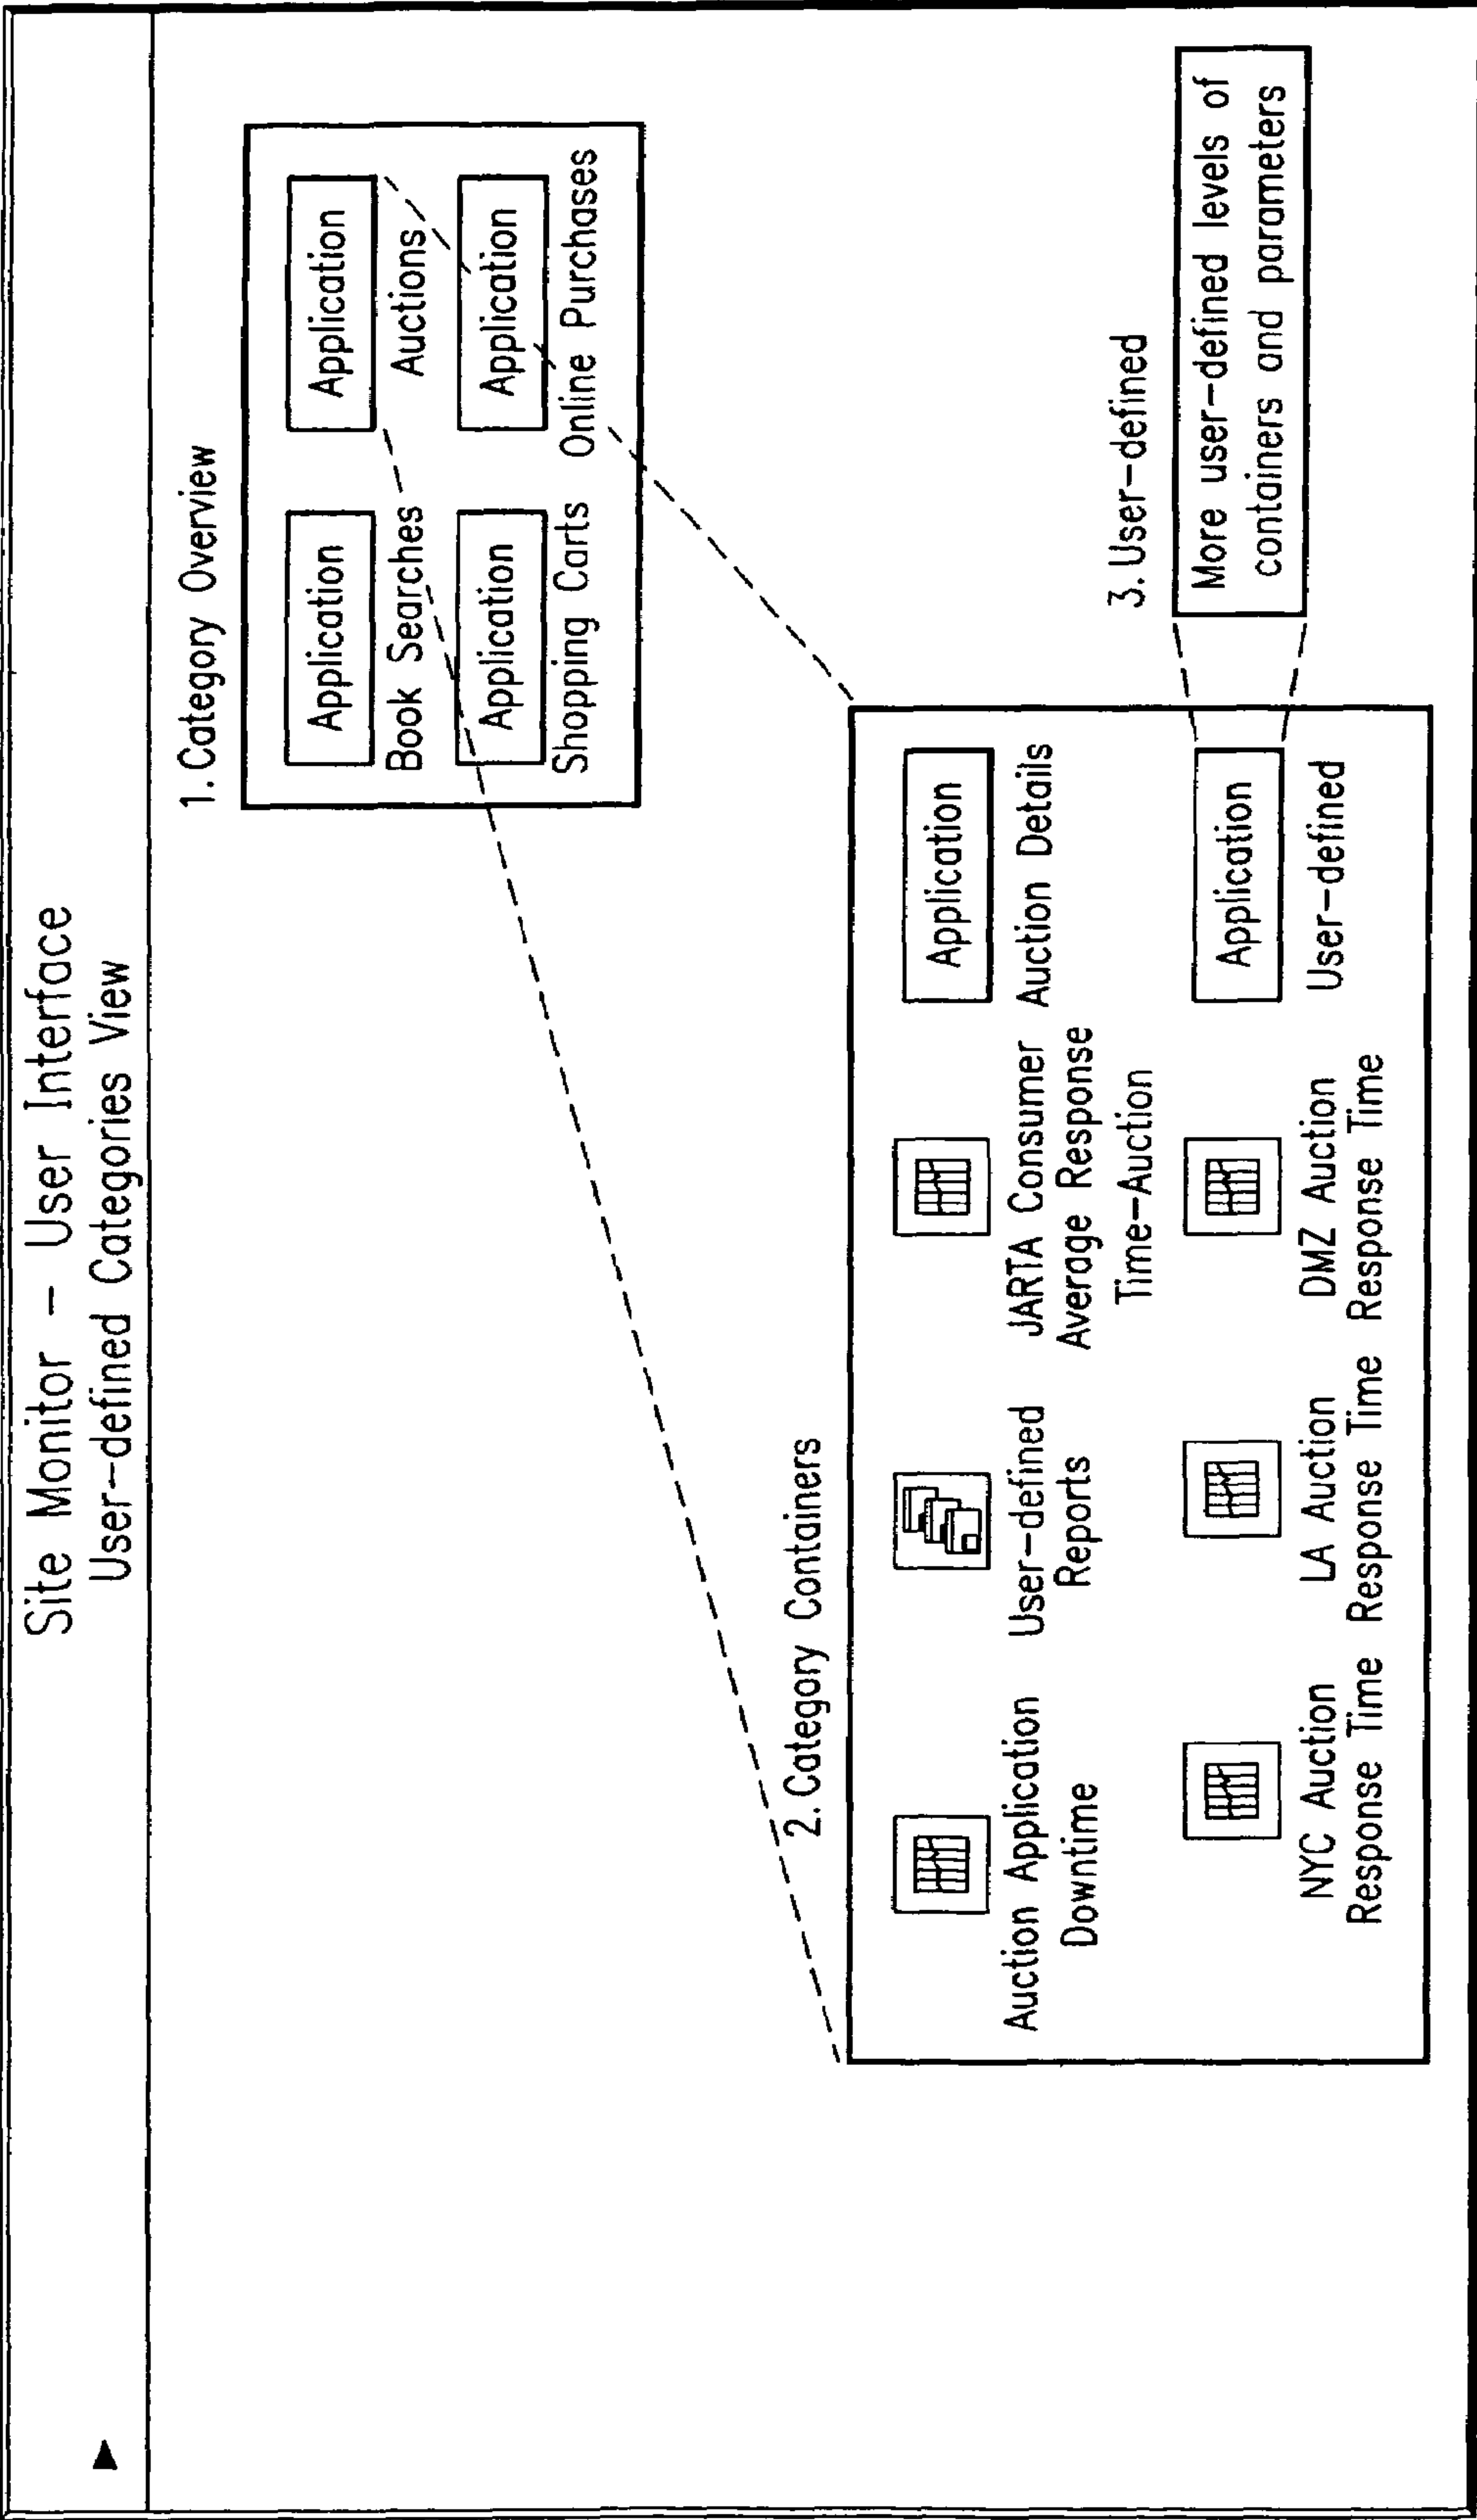 Site Monitor – User Interface
User–defined Categories View
1. Category Overview
Application
Book Searches
Application
Auctions
Application
Shopping Carts
Application
Online Purchases
2. Category Containers
Auction Application
Downtime
User–defined
Reports
JARTA Consumer
Average Response
Time–Auction
Application
Auction Details
NYC Auction
Response Time
LA Auction
Response Time
DMZ Auction
Response Time
Application
User–defined
3. User–defined
More user–defined levels of
containers and parameters